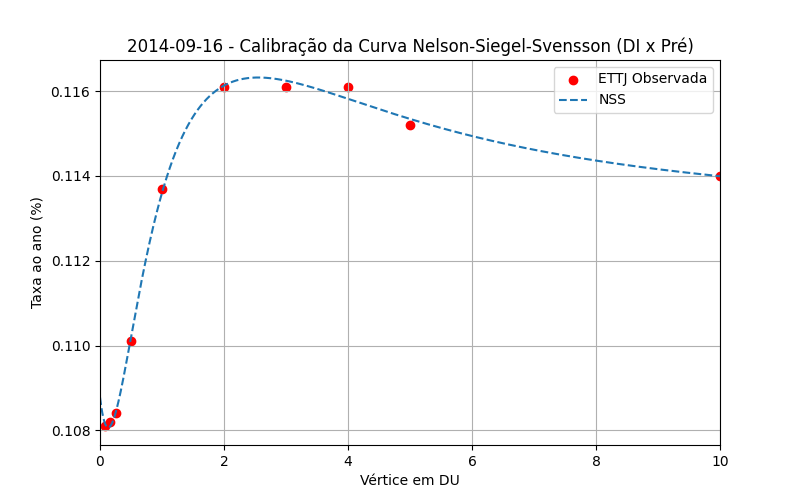 2014-09-16 - Calibração da Curva Nelson-Siegel-Svensson (DI x Pré)
ETTJ Observada
NSS
Taxa ao ano (%)
0.116
0.114
0.112
0.110
0.108
0 2 4 6 8 10
Vértice em DU